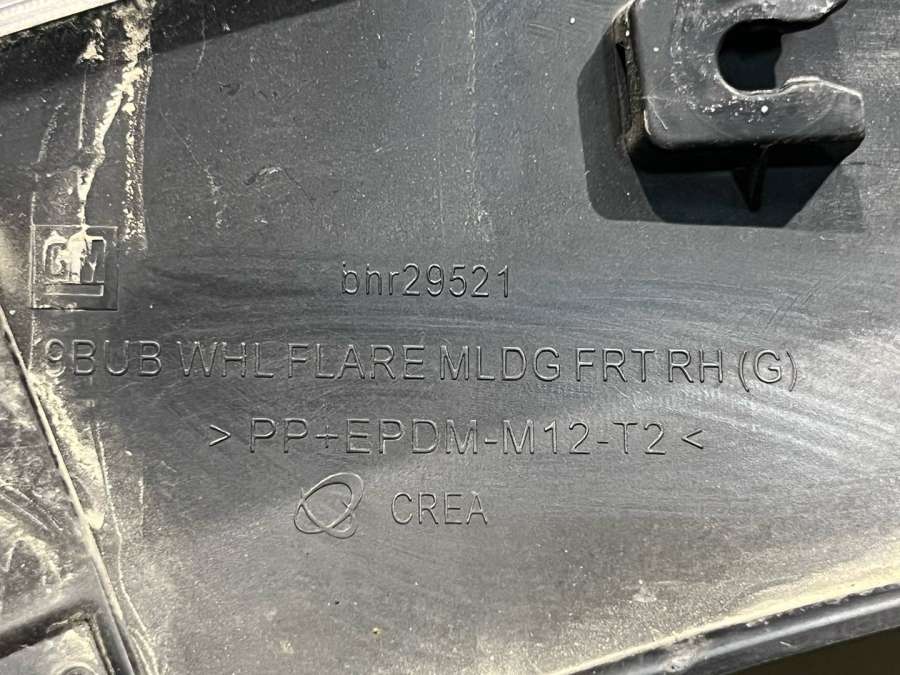 GM
bhr29521
9BUB WHL FLARE MLDG FRT RH (G)
> PP+EPDM-M12-T2 <
CREA